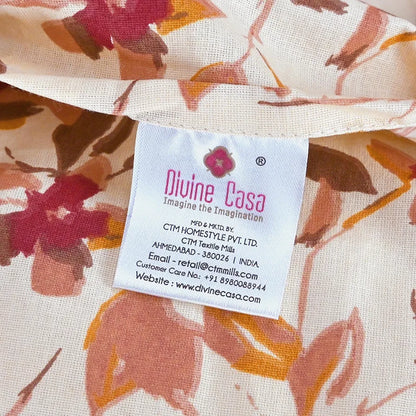 ®
Divine Casa
Imagine the Imagination
MFD & MKTD. BY.
CTM HOMESTYLE PVT. LTD.
CTM Textile Mills
AHMEDABAD - 380026 | INDIA.
Email - retail@ctmmills.com
Customer Care No.: +91 8980088944
Website : www.divinecasa.com